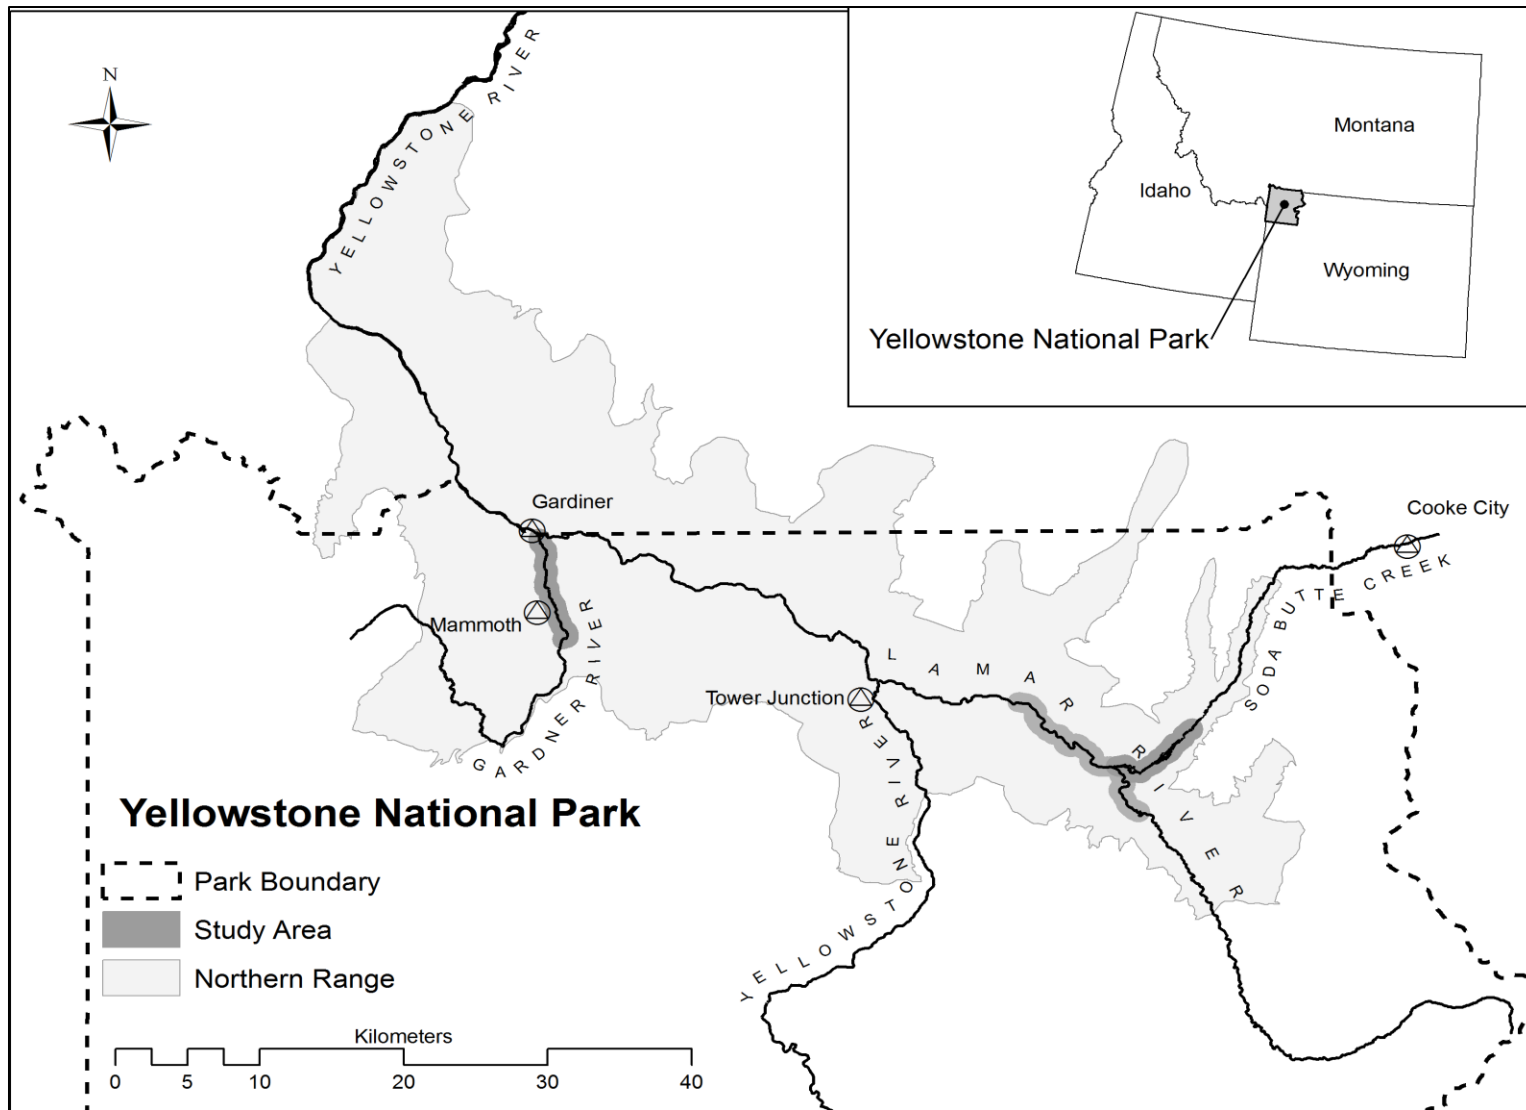 N
YELLOWSTONE RIVER
Montana
Idaho
Wyoming
Yellowstone National Park
Gardiner
Cooke City
SODA BUTTE CREEK
Mammoth
GARDNER RIVER
LAMAR RIVER
Tower Junction
YELLOWSTONE RIVER
Yellowstone National Park
Park Boundary
Study Area
Northern Range
Kilometers
0 5 10 20 30 40